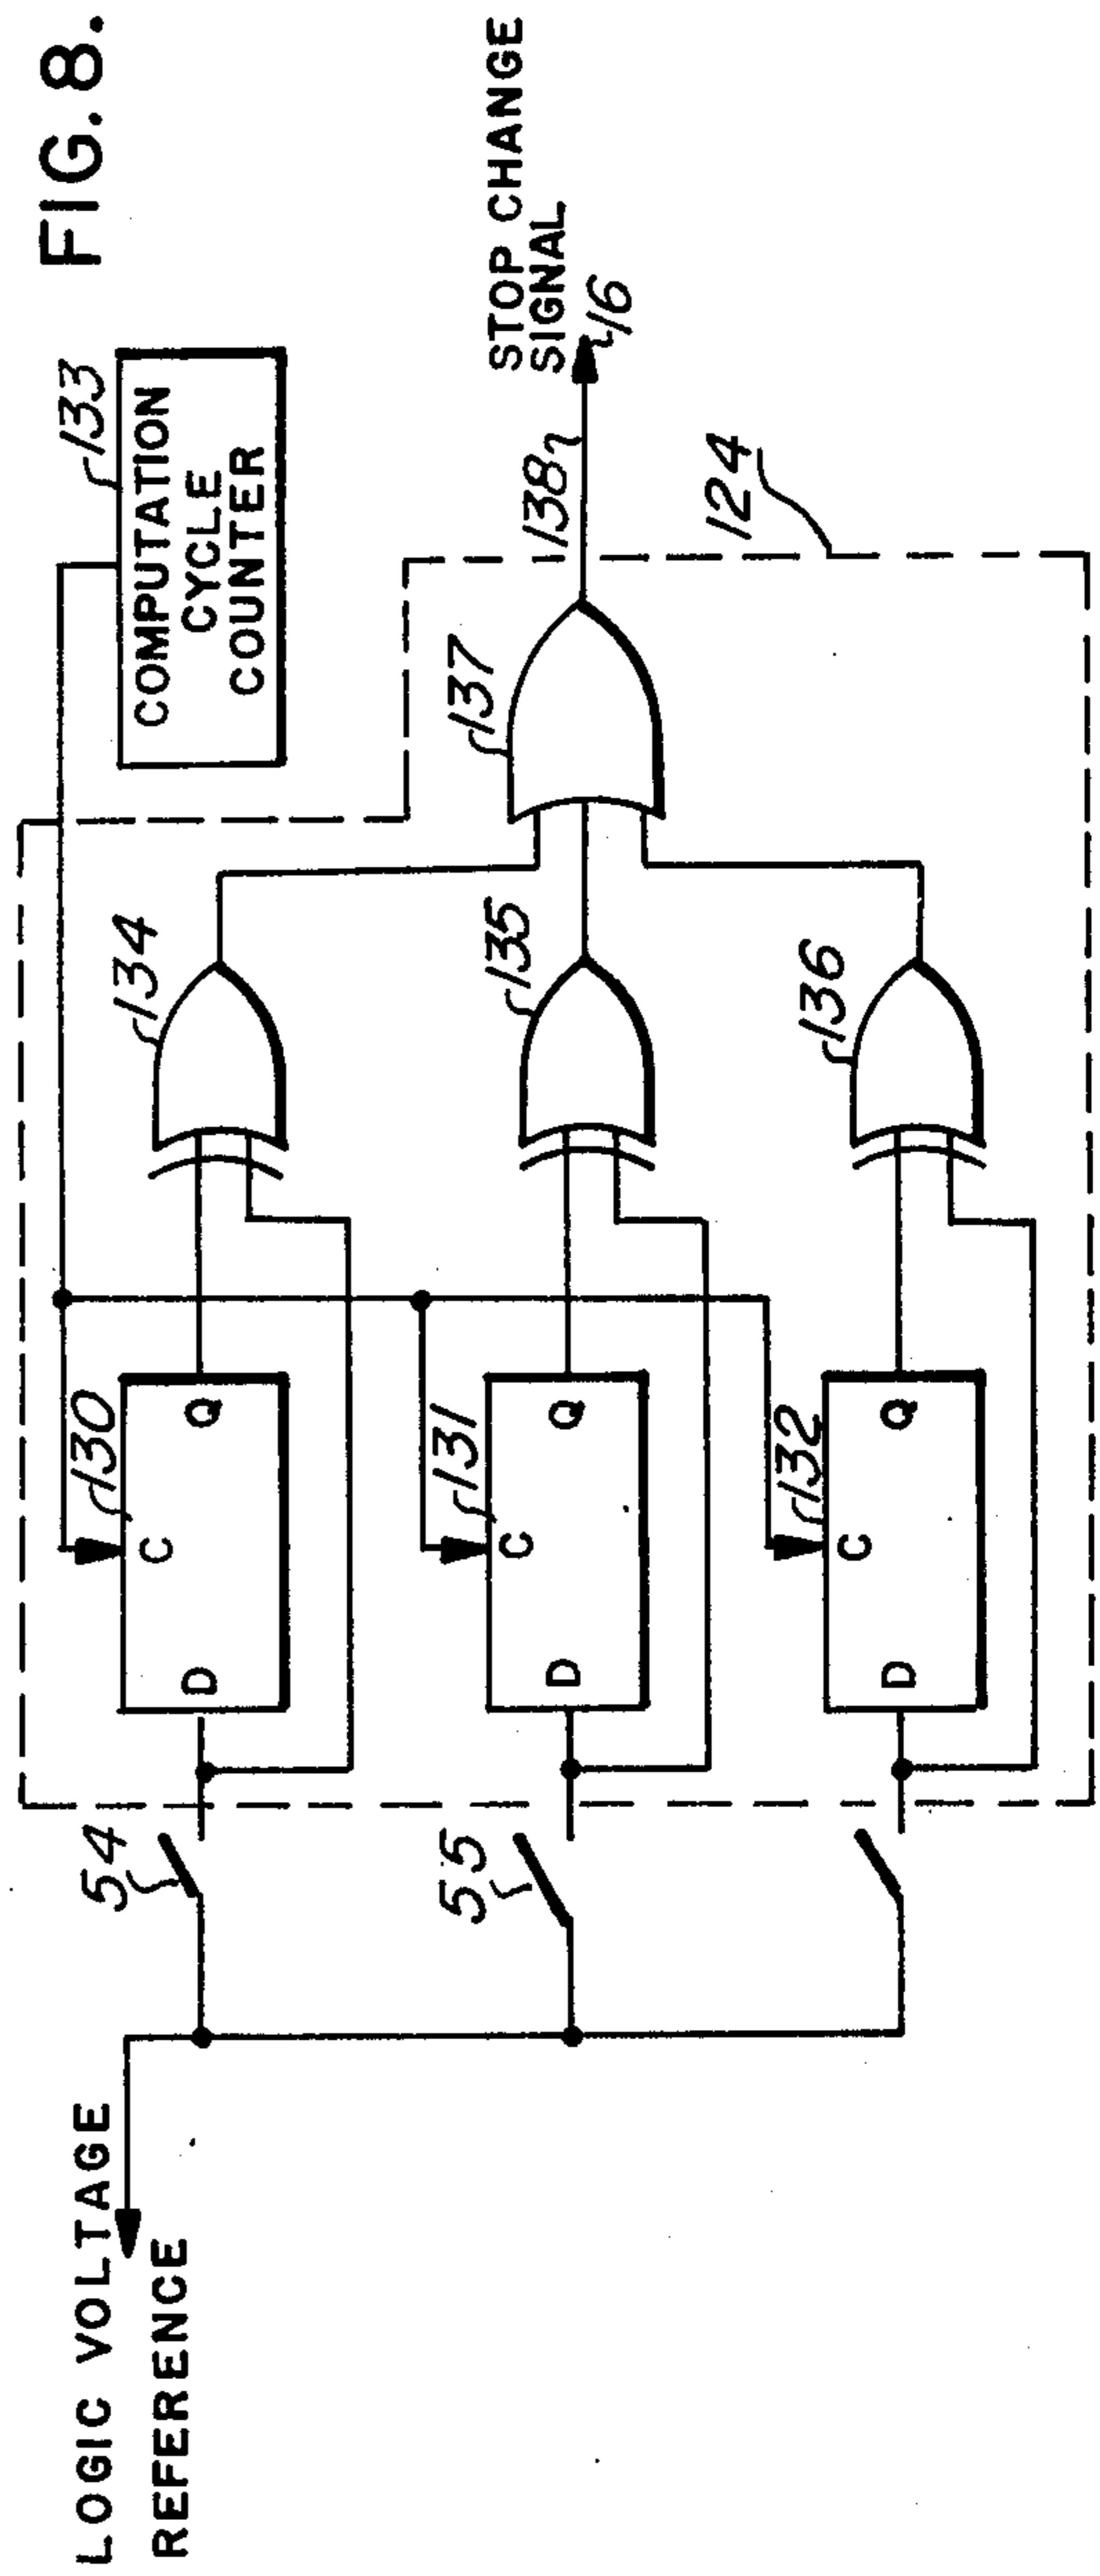 FIG. 8.
133
COMPUTATION
CYCLE
COUNTER
STOP CHANGE
SIGNAL
16
138
124
137
134
135
136
130
131
132
C
D
Q
C
D
Q
C
D
Q
54
55
LOGIC VOLTAGE
REFERENCE